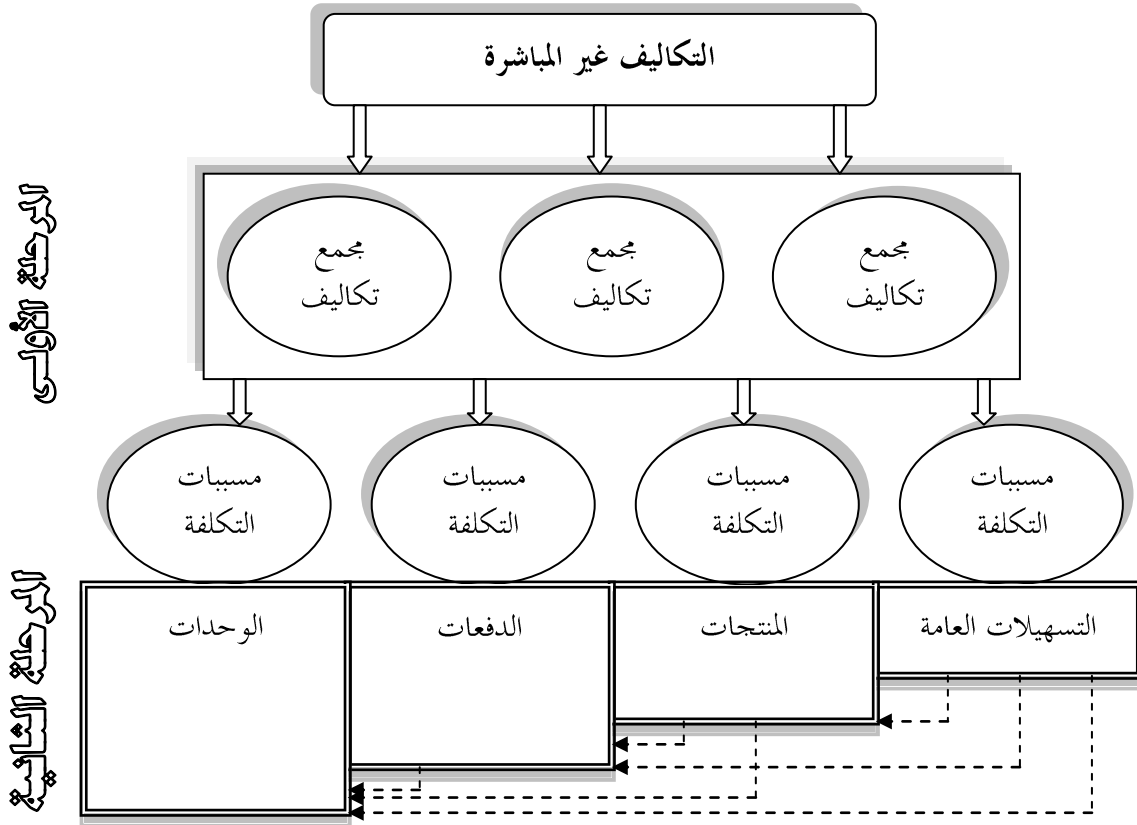 التكاليف غير المباشرة
المرحلة الأولى
مجمع
تكاليف
مجمع
تكاليف
مجمع
تكاليف
مسببات
التكلفة
مسببات
التكلفة
مسببات
التكلفة
مسببات
التكلفة
المرحلة الثانية
التسهيلات العامة
المنتجات
الدفعات
الوحدات